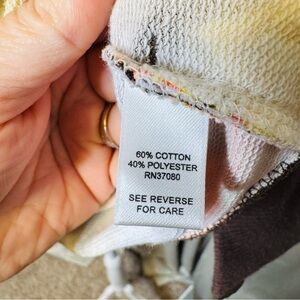 60% COTTON
40% POLYESTER
RN37080
SEE REVERSE
FOR CARE